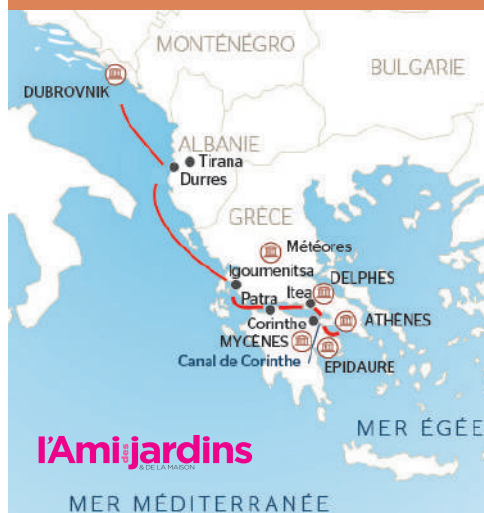 MONTÉNÉGRO
BULGARIE
DUBROVNIK
ALBANIE
Tirana
Durres
GRÈCE
Météores
Igoumenitsa
DELPHES
Patra
Itea
Corinthe
ATHÈNES
MYCÈNES
Canal de Corinthe
EPIDAURE
MER ÉGÉE
l'Ami des jardins
& DE LA MAISON
MER MÉDITERRANÉE